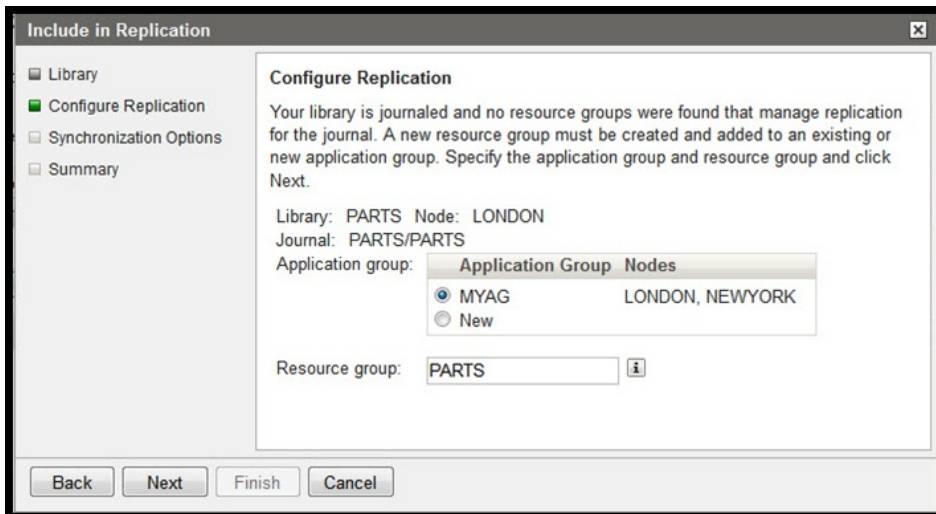 Include in Replication
Library
Configure Replication
Synchronization Options
Summary
Configure Replication
Your library is journaled and no resource groups were found that manage replication
for the journal. A new resource group must be created and added to an existing or
new application group. Specify the application group and resource group and click
Next.
Library: PARTS Node: LONDON
Journal: PARTS/PARTS
Application group: Application Group Nodes
MYAG LONDON, NEWYORK
New
Resource group: PARTS
Back Next Finish Cancel